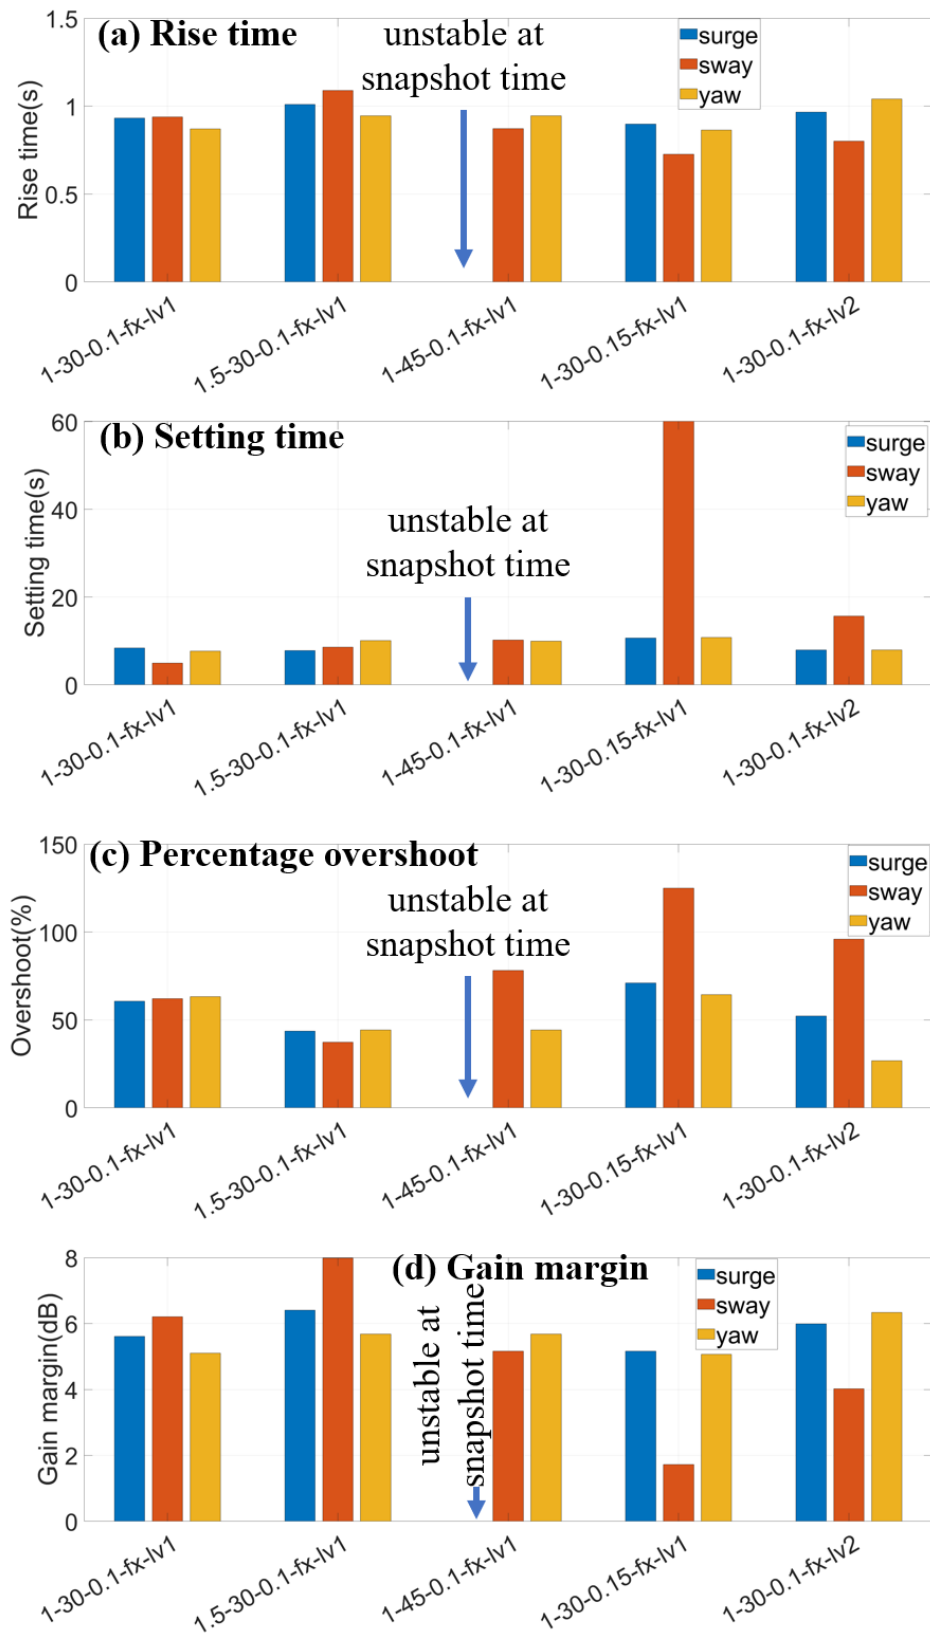 (a) Rise time
unstable at
snapshot time
surge
sway
yaw
Rise time(s)
1.5
1
0.5
0
1-30-0.1-fx-lv1
1.5-30-0.1-fx-lv1
1-45-0.1-fx-lv1
1-30-0.15-fx-lv1
1-30-0.1-fx-lv2
(b) Setting time
unstable at
snapshot time
surge
sway
yaw
Setting time(s)
60
40
20
0
1-30-0.1-fx-lv1
1.5-30-0.1-fx-lv1
1-45-0.1-fx-lv1
1-30-0.15-fx-lv1
1-30-0.1-fx-lv2
(c) Percentage overshoot
unstable at
snapshot time
surge
sway
yaw
Overshoot(%)
150
100
50
0
1-30-0.1-fx-lv1
1.5-30-0.1-fx-lv1
1-45-0.1-fx-lv1
1-30-0.15-fx-lv1
1-30-0.1-fx-lv2
(d) Gain margin
unstable at
snapshot time
surge
sway
yaw
Gain margin(dB)
8
6
4
2
0
1-30-0.1-fx-lv1
1.5-30-0.1-fx-lv1
1-45-0.1-fx-lv1
1-30-0.15-fx-lv1
1-30-0.1-fx-lv2